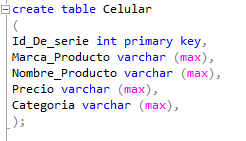 create table Celular
(
Id_De_serie int primary key,
Marca_Producto varchar (max),
Nombre_Producto varchar (max),
Precio varchar (max),
Categoria varchar (max),
);